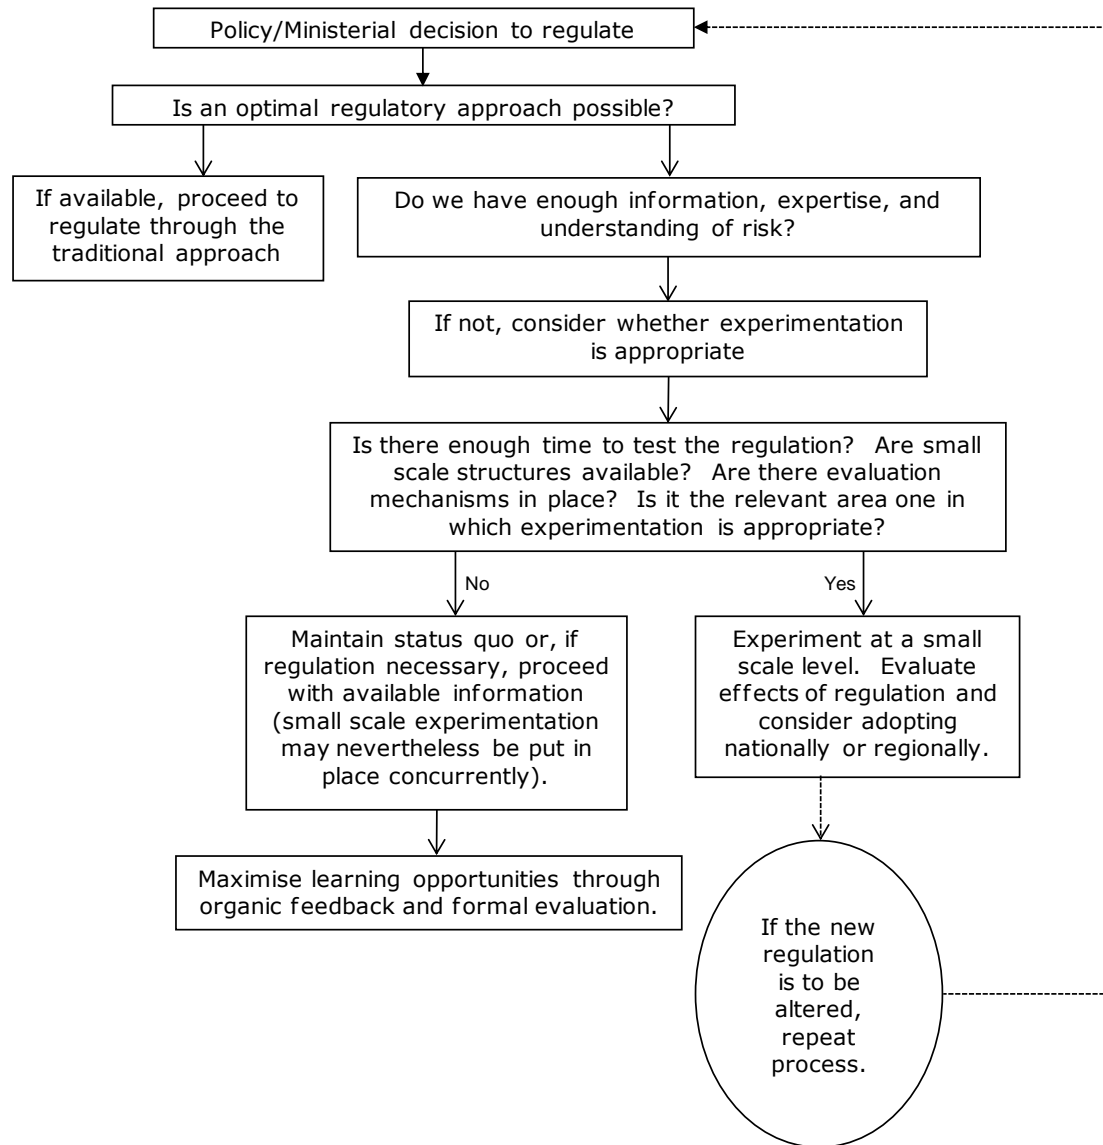 Policy/Ministerial decision to regulate
Is an optimal regulatory approach possible?
If available, proceed to
regulate through the
traditional approach
Do we have enough information, expertise, and
understanding of risk?
If not, consider whether experimentation
is appropriate
Is there enough time to test the regulation?  Are small
scale structures available?  Are there evaluation
mechanisms in place?  Is it the relevant area one in
which experimentation is appropriate?
No
Yes
Maintain status quo or, if
regulation necessary, proceed
with available information
(small scale experimentation
may nevertheless be put in
place concurrently).
Experiment at a small
scale level.  Evaluate
effects of regulation and
consider adopting
nationally or regionally.
Maximise learning opportunities through
organic feedback and formal evaluation.
If the new
regulation
is to be
altered,
repeat
process.